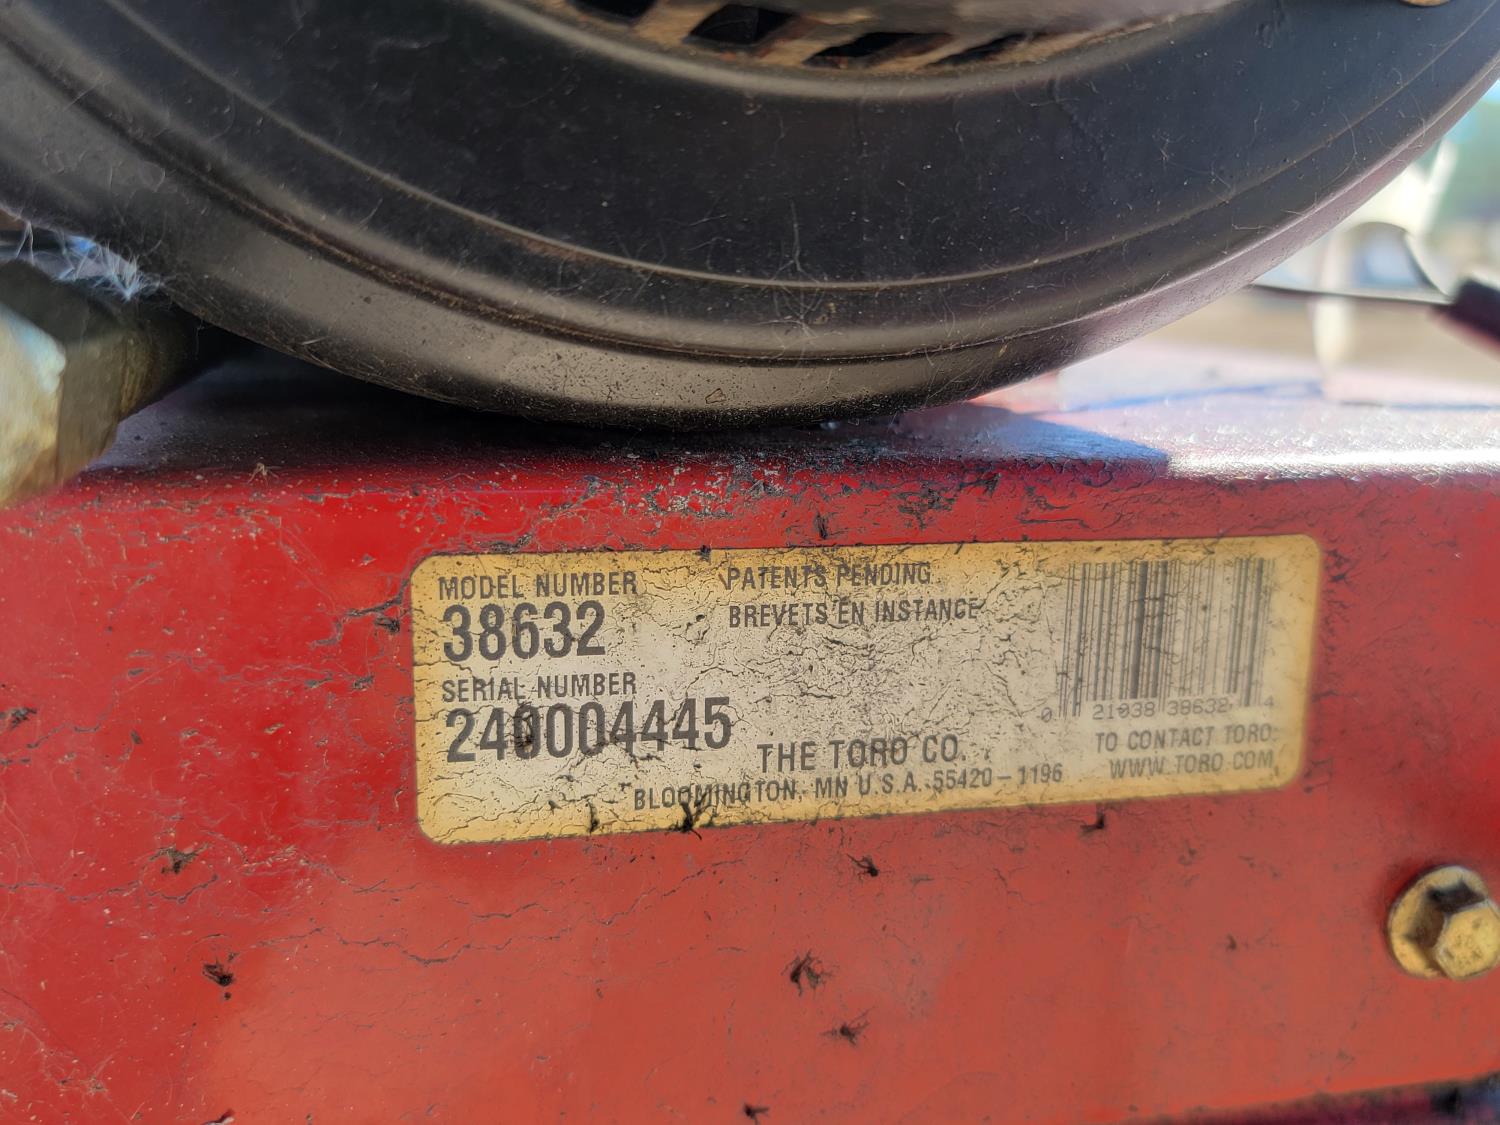 MODEL NUMBER
38632
SERIAL NUMBER
240004445
PATENTS PENDING
BREVETS EN INSTANCE
THE TORO CO.
BLOOMINGTON, MN U.S.A. 55420-1196
0 21038 38632 4
TO CONTACT TORO:
WWW.TORO.COM